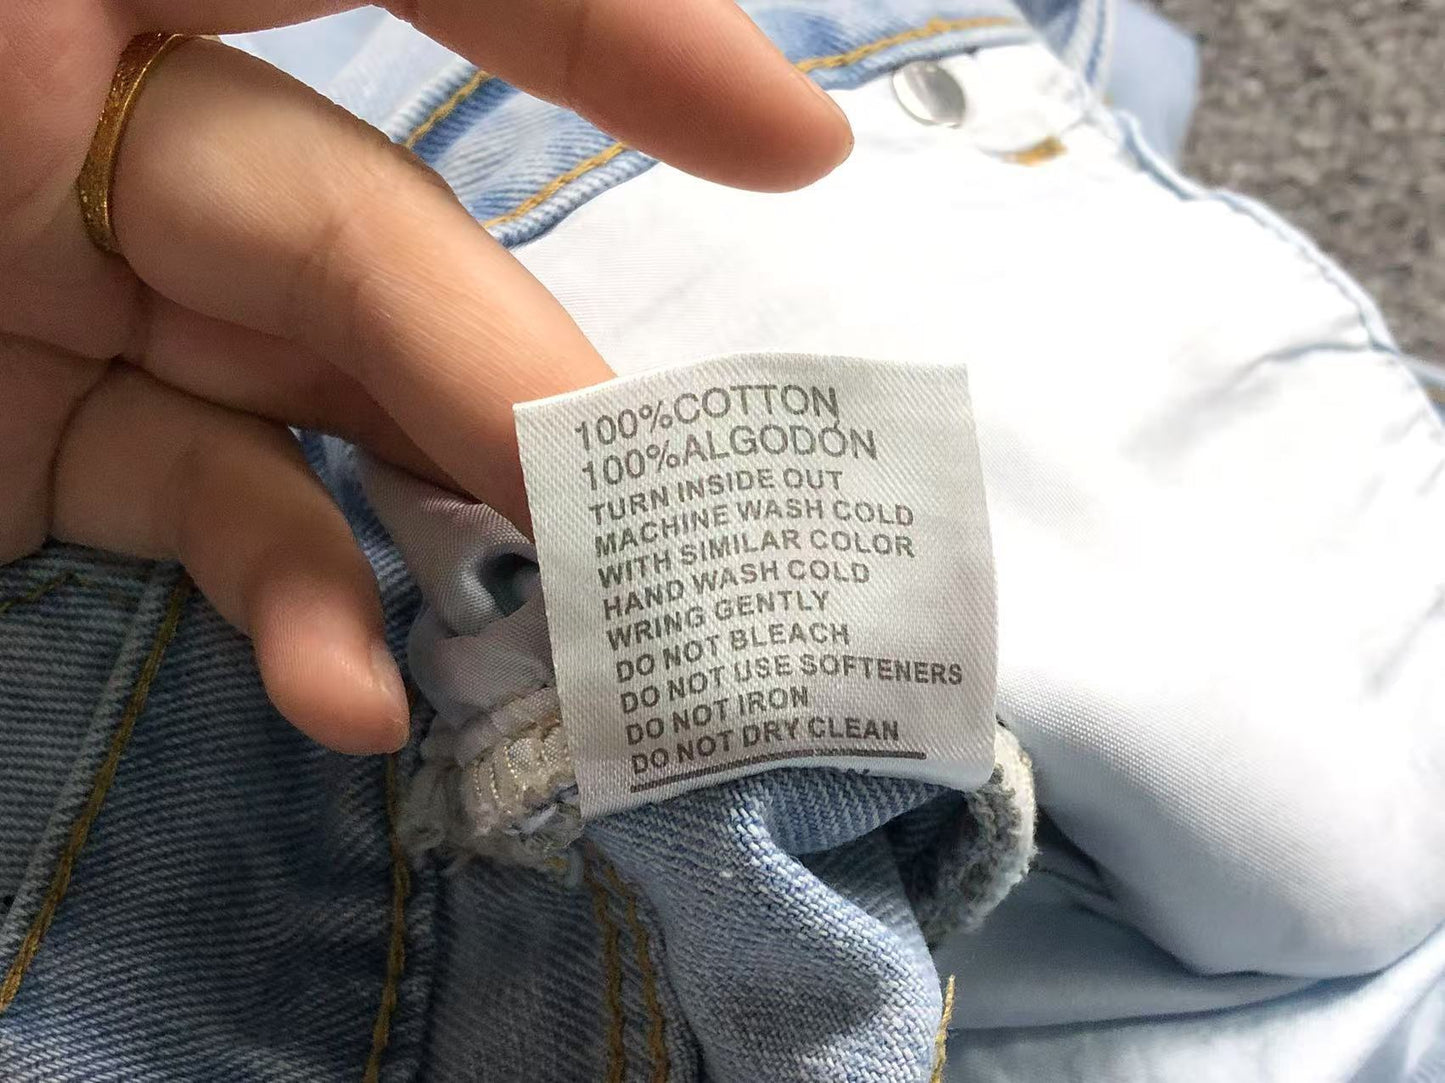 100%COTTON
100%ALGODÓN
TURN INSIDE OUT
MACHINE WASH COLD
WITH SIMILAR COLOR
HAND WASH COLD
WRING GENTLY
DO NOT BLEACH
DO NOT USE SOFTENERS
DO NOT IRON
DO NOT DRY CLEAN